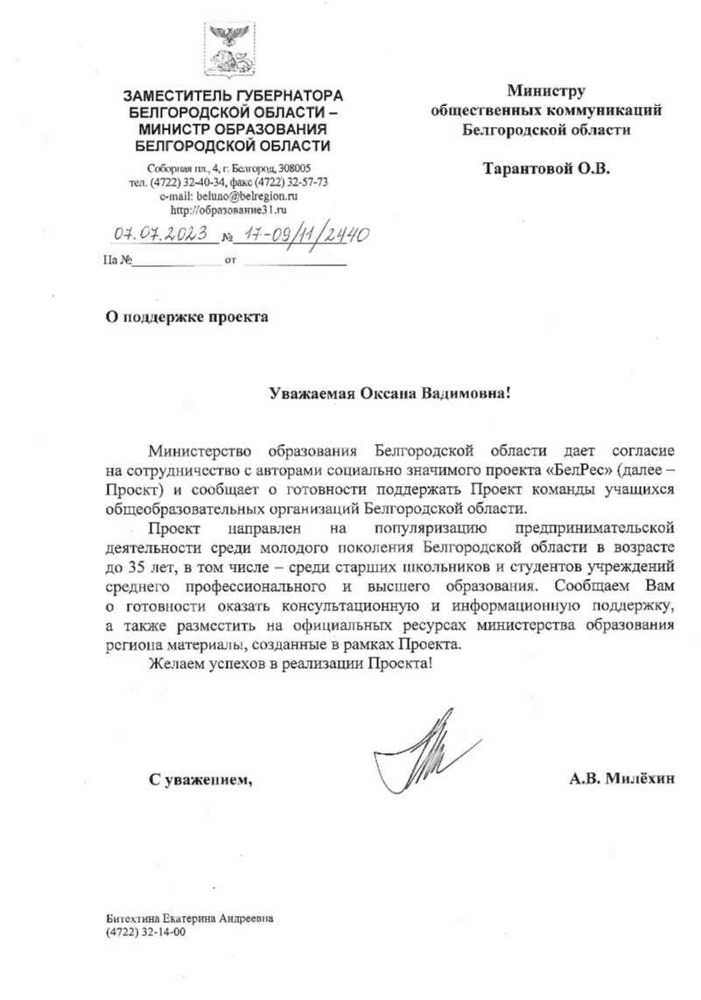 ЗАМЕСТИТЕЛЬ ГУБЕРНАТОРА
БЕЛГОРОДСКОЙ ОБЛАСТИ –
МИНИСТР ОБРАЗОВАНИЯ
БЕЛГОРОДСКОЙ ОБЛАСТИ
Соборная пл., 4, г. Белгород, 308005
тел. (4722) 32-40-34, факс (4722) 32-57-73
e-mail: beluno@belregion.ru
http://образование31.ru
07.07.2023 № 17-09/11/2440
На № от
Министру
общественных коммуникаций
Белгородской области
Тарантовой О.В.
О поддержке проекта
Уважаемая Оксана Вадимовна!
Министерство образования Белгородской области дает согласие
на сотрудничество с авторами социально значимого проекта «БелРес» (далее –
Проект) и сообщает о готовности поддержать Проект команды учащихся
общеобразовательных организаций Белгородской области.
Проект направлен на популяризацию предпринимательской
деятельности среди молодого поколения Белгородской области в возрасте
до 35 лет, в том числе – среди старших школьников и студентов учреждений
среднего профессионального и высшего образования. Сообщаем Вам
о готовности оказать консультационную и информационную поддержку,
а также разместить на официальных ресурсах министерства образования
региона материалы, созданные в рамках Проекта.
Желаем успехов в реализации Проекта!
С уважением,
А.В. Милёхин
Битехтина Екатерина Андреевна
(4722) 32-14-00